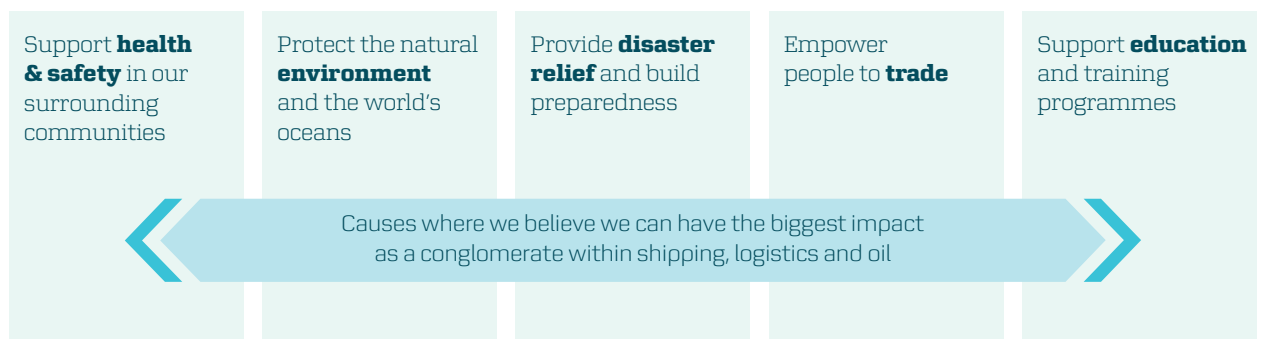 Support health
& safety in our
surrounding
communities
Protect the natural
environment
and the world's
oceans
Provide disaster
relief and build
preparedness
Empower
people to trade
Support education
and training
programmes
Causes where we believe we can have the biggest impact
as a conglomerate within shipping, logistics and oil